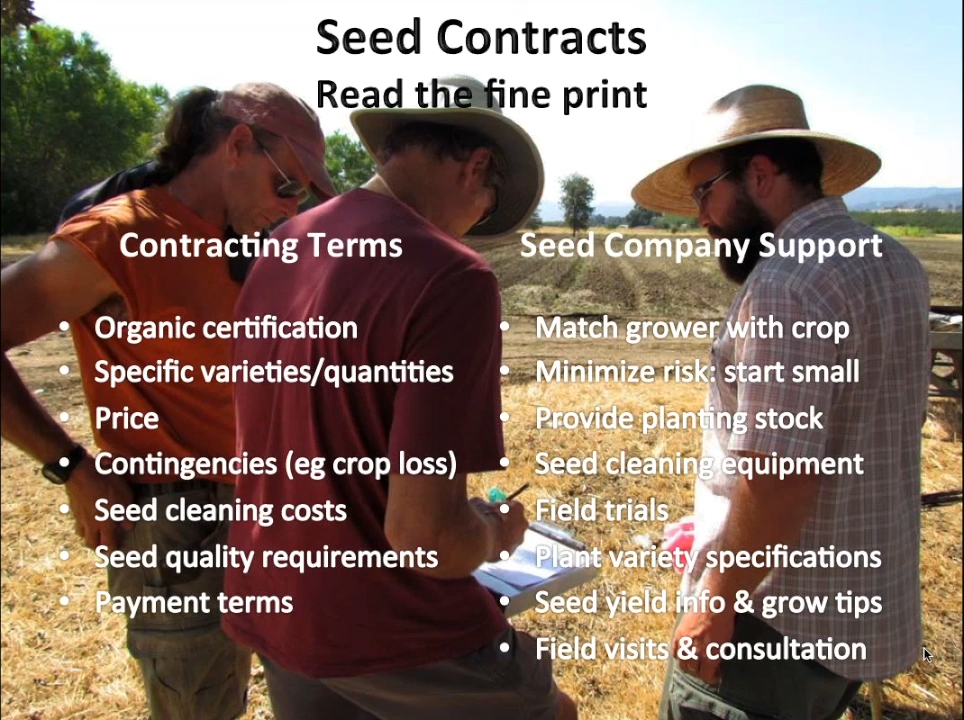 Seed Contracts
Read the fine print
Contracting Terms
• Organic certification
• Specific varieties/quantities
• Price
• Contingencies (eg crop loss)
• Seed cleaning costs
• Seed quality requirements
• Payment terms
Seed Company Support
• Match grower with crop
• Minimize risk: start small
• Provide planting stock
• Seed cleaning equipment
• Field trials
• Plant variety specifications
• Seed yield info & grow tips
• Field visits & consultation